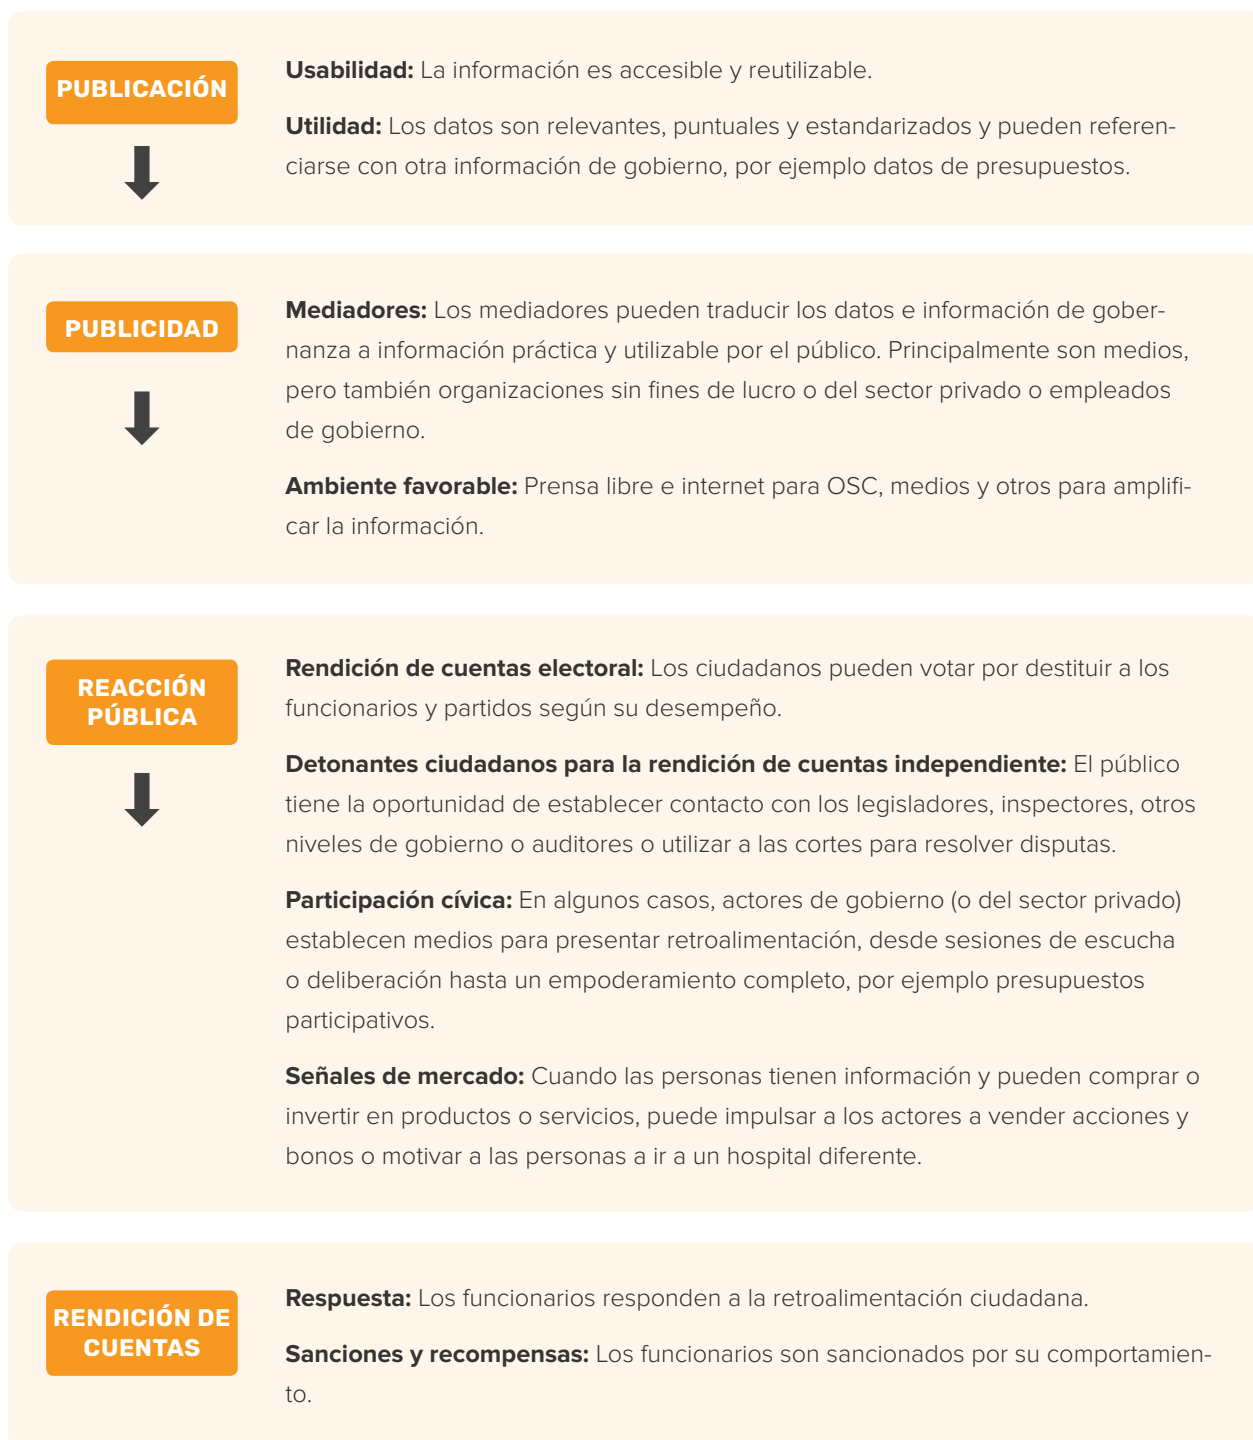 PUBLICACIÓN
Usabilidad: La información es accesible y reutilizable.
Utilidad: Los datos son relevantes, puntuales y estandarizados y pueden referen-
ciarse con otra información de gobierno, por ejemplo datos de presupuestos.
PUBLICIDAD
Mediadores: Los mediadores pueden traducir los datos e información de gober-
nanza a información práctica y utilizable por el público. Principalmente son medios,
pero también organizaciones sin fines de lucro o del sector privado o empleados
de gobierno.
Ambiente favorable: Prensa libre e internet para OSC, medios y otros para amplifi-
car la información.
REACCIÓN
PÚBLICA
Rendición de cuentas electoral: Los ciudadanos pueden votar por destituir a los
funcionarios y partidos según su desempeño.
Detonantes ciudadanos para la rendición de cuentas independiente: El público
tiene la oportunidad de establecer contacto con los legisladores, inspectores, otros
niveles de gobierno o auditores o utilizar a las cortes para resolver disputas.
Participación cívica: En algunos casos, actores de gobierno (o del sector privado)
establecen medios para presentar retroalimentación, desde sesiones de escucha
o deliberación hasta un empoderamiento completo, por ejemplo presupuestos
participativos.
Señales de mercado: Cuando las personas tienen información y pueden comprar o
invertir en productos o servicios, puede impulsar a los actores a vender acciones y
bonos o motivar a las personas a ir a un hospital diferente.
RENDICIÓN DE
CUENTAS
Respuesta: Los funcionarios responden a la retroalimentación ciudadana.
Sanciones y recompensas: Los funcionarios son sancionados por su comportamien-
to.